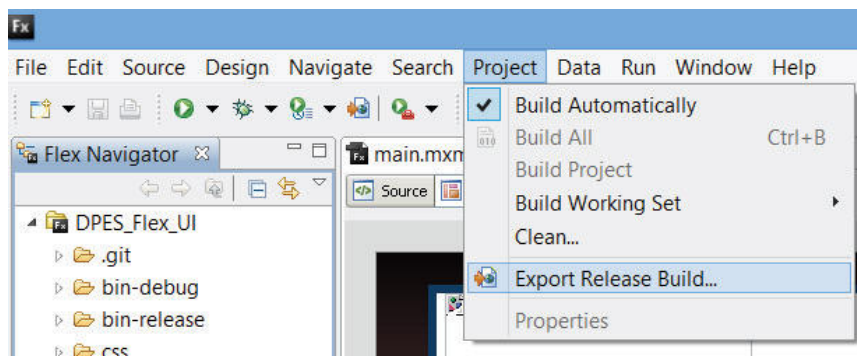 Fx
File Edit Source Design Navigate Search Project Data Run Window Help
Build Automatically
Build All Ctrl+B
Build Project
Build Working Set
Clean...
Export Release Build...
Properties
Flex Navigator
main.mxm
Source
DPES_Flex_UI
.git
bin-debug
bin-release
css